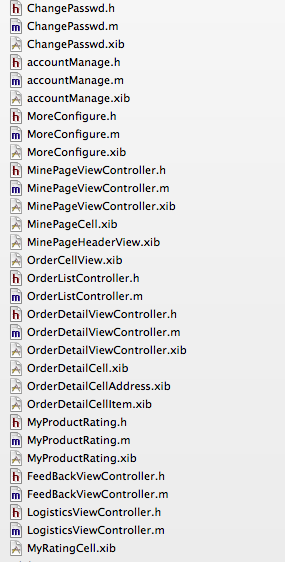 ChangePasswd.h
ChangePasswd.m
ChangePasswd.xib
accountManage.h
accountManage.m
accountManage.xib
MoreConfigure.h
MoreConfigure.m
MoreConfigure.xib
MinePageViewController.h
MinePageViewController.m
MinePageViewController.xib
MinePageCell.xib
MinePageHeaderView.xib
OrderCellView.xib
OrderListController.h
OrderListController.m
OrderDetailViewController.h
OrderDetailViewController.m
OrderDetailViewController.xib
OrderDetailCell.xib
OrderDetailCellAddress.xib
OrderDetailCellItem.xib
MyProductRating.h
MyProductRating.m
MyProductRating.xib
FeedBackViewController.h
FeedBackViewController.m
LogisticsViewController.h
LogisticsViewController.m
MyRatingCell.xib